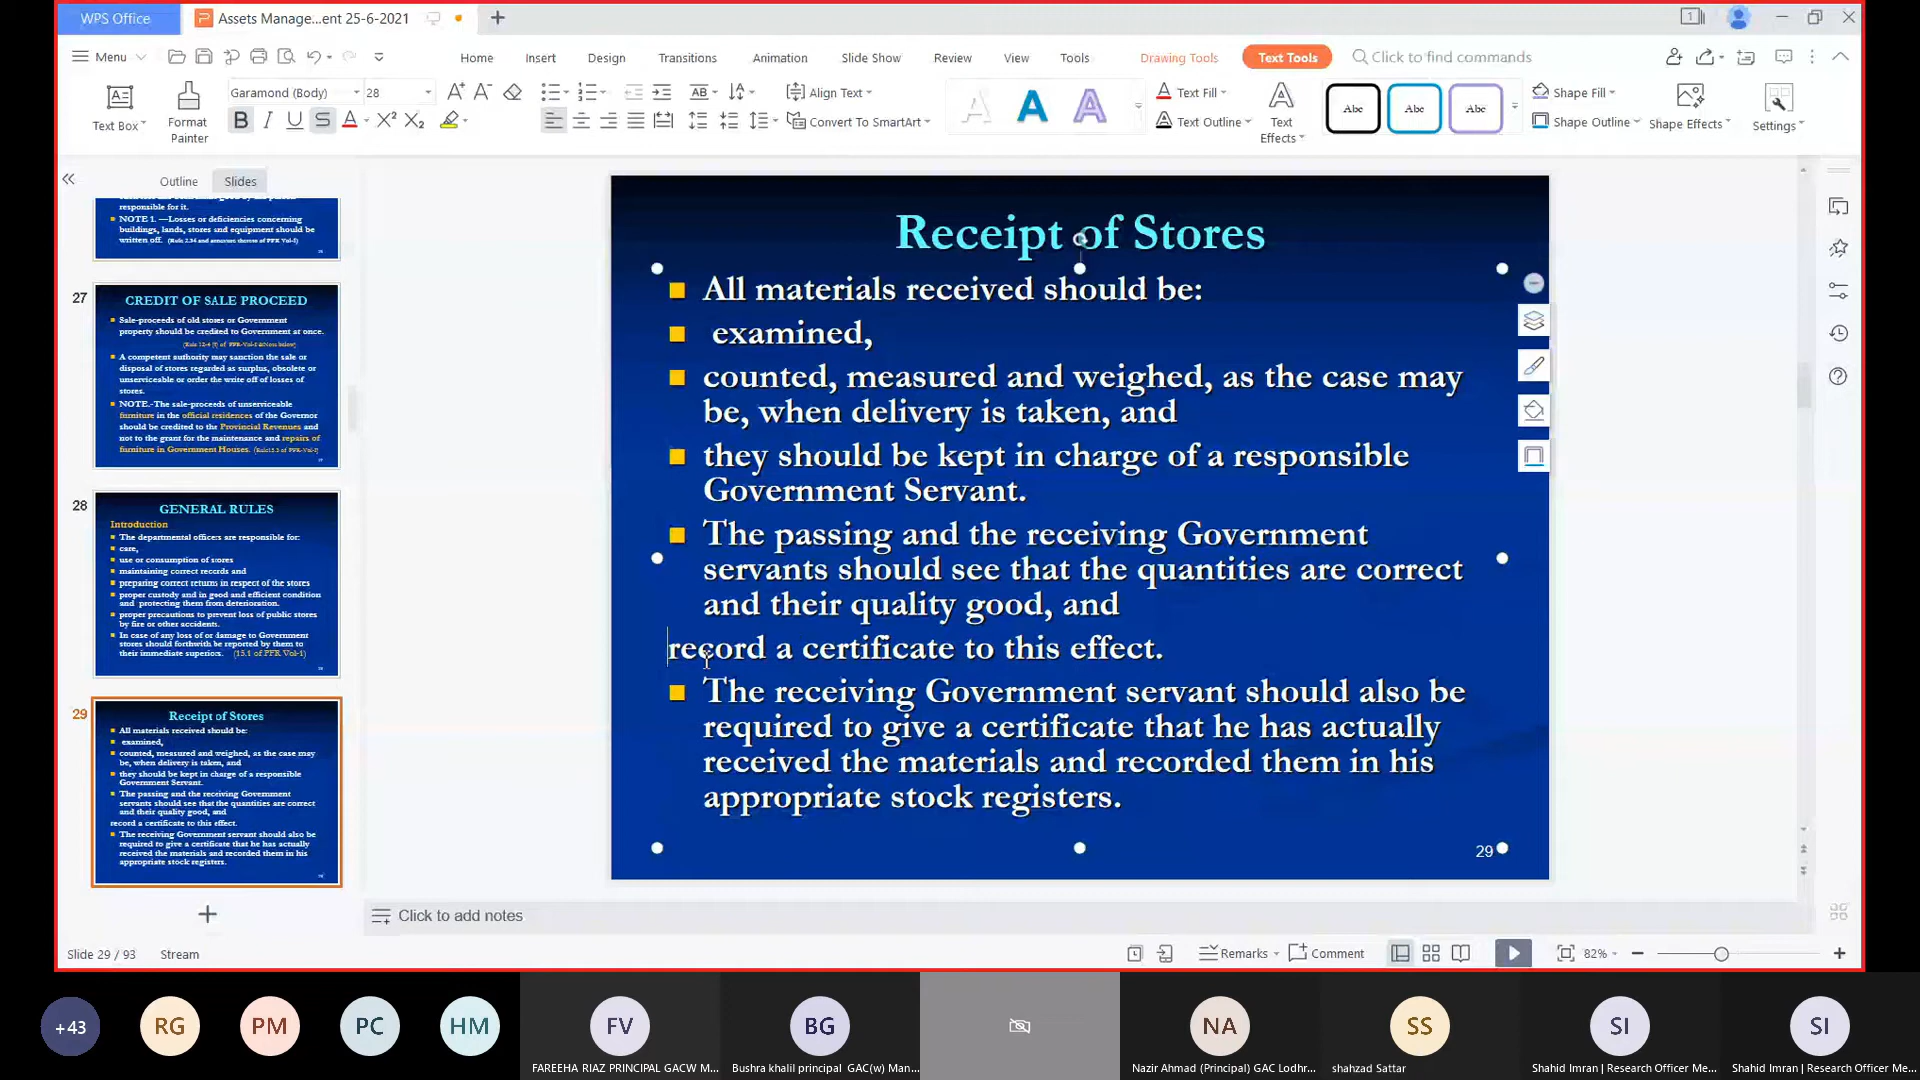 WPS Office
Assets Manage...ent 25-6-2021
Menu
Home
Insert
Design
Transitions
Animation
Slide Show
Review
View
Tools
Drawing Tools
Text Tools
Click to find commands
Text Box
Format
Painter
Garamond (Body)
28
Align Text
Convert To SmartArt
Text Fill
Text Outline
Text
Effects
Abc
Abc
Abc
Shape Fill
Shape Outline
Shape Effects
Settings
Outline
Slides
responsible for it.
NOTE 1. —Losses or deficiencies concerning
buildings, lands, stores and equipment should be
written off.
27
CREDIT OF SALE PROCEED
Sale-proceeds of old stores or Government
property should be credited to Government at once.
A competent authority may sanction the sale or
disposal of stores regarded as surplus, obsolete or
unserviceable or order the write off of losses of
stores.
NOTE.-The sale-proceeds of unserviceable
furniture in the official residences of the Governor
should be credited to the Provincial Revenues and
not to the grant for the maintenance and repairs of
furniture in Government Houses.
28
GENERAL RULES
Introduction
The departmental officers are responsible for:
care,
use or consumption of stores
maintaining correct records and
preparing correct returns in respect of the stores
proper custody and in good and efficient condition
and protecting them from deterioration.
proper precautions to prevent loss of public stores
by fire or other accidents.
In case of any loss of or damage to Government
stores should forthwith be reported by them to
their immediate superiors. (15.1 of PFR Vol-1)
29
Receipt of Stores
All materials received should be:
examined,
counted, measured and weighed, as the case may
be, when delivery is taken, and
they should be kept in charge of a responsible
Government Servant.
The passing and the receiving Government
servants should see that the quantities are correct
and their quality good, and
record a certificate to this effect.
The receiving Government servant should also be
required to give a certificate that he has actually
received the materials and recorded them in his
appropriate stock registers.
Receipt of Stores
All materials received should be:
examined,
counted, measured and weighed, as the case may
be, when delivery is taken, and
they should be kept in charge of a responsible
Government Servant.
The passing and the receiving Government
servants should see that the quantities are correct
and their quality good, and
record a certificate to this effect.
The receiving Government servant should also be
required to give a certificate that he has actually
received the materials and recorded them in his
appropriate stock registers.
29
Click to add notes
Slide 29 / 93
Stream
Remarks
Comment
82%
+43
RG
PM
PC
HM
FV
FAREEHA RIAZ PRINCIPAL GACW M...
BG
Bushra khalil principal GAC(w) Man...
NA
Nazir Ahmad (Principal) GAC Lodhr...
SS
shahzad Sattar
SI
Shahid Imran | Research Officer Me...
SI
Shahid Imran | Research Officer Me...